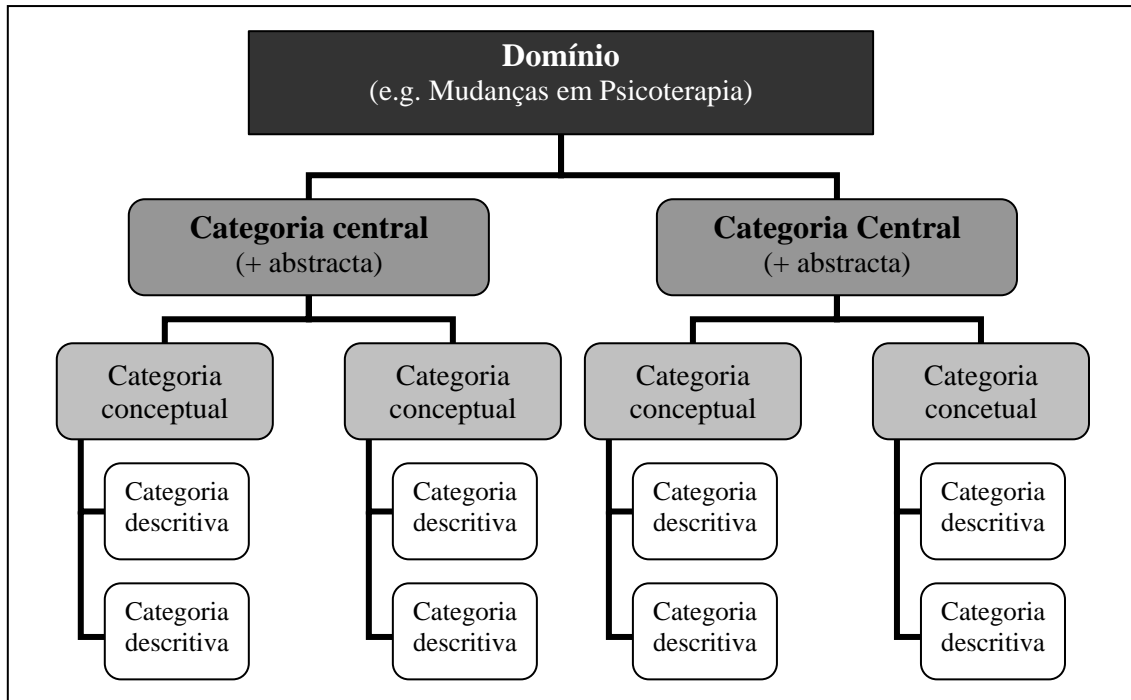 Domínio
(e.g. Mudanças em Psicoterapia)
Categoria central
(+ abstracta)
Categoria Central
(+ abstracta)
Categoria
conceptual
Categoria
conceptual
Categoria
conceptual
Categoria
concetual
Categoria
descritiva
Categoria
descritiva
Categoria
descritiva
Categoria
descritiva
Categoria
descritiva
Categoria
descritiva
Categoria
descritiva
Categoria
descritiva